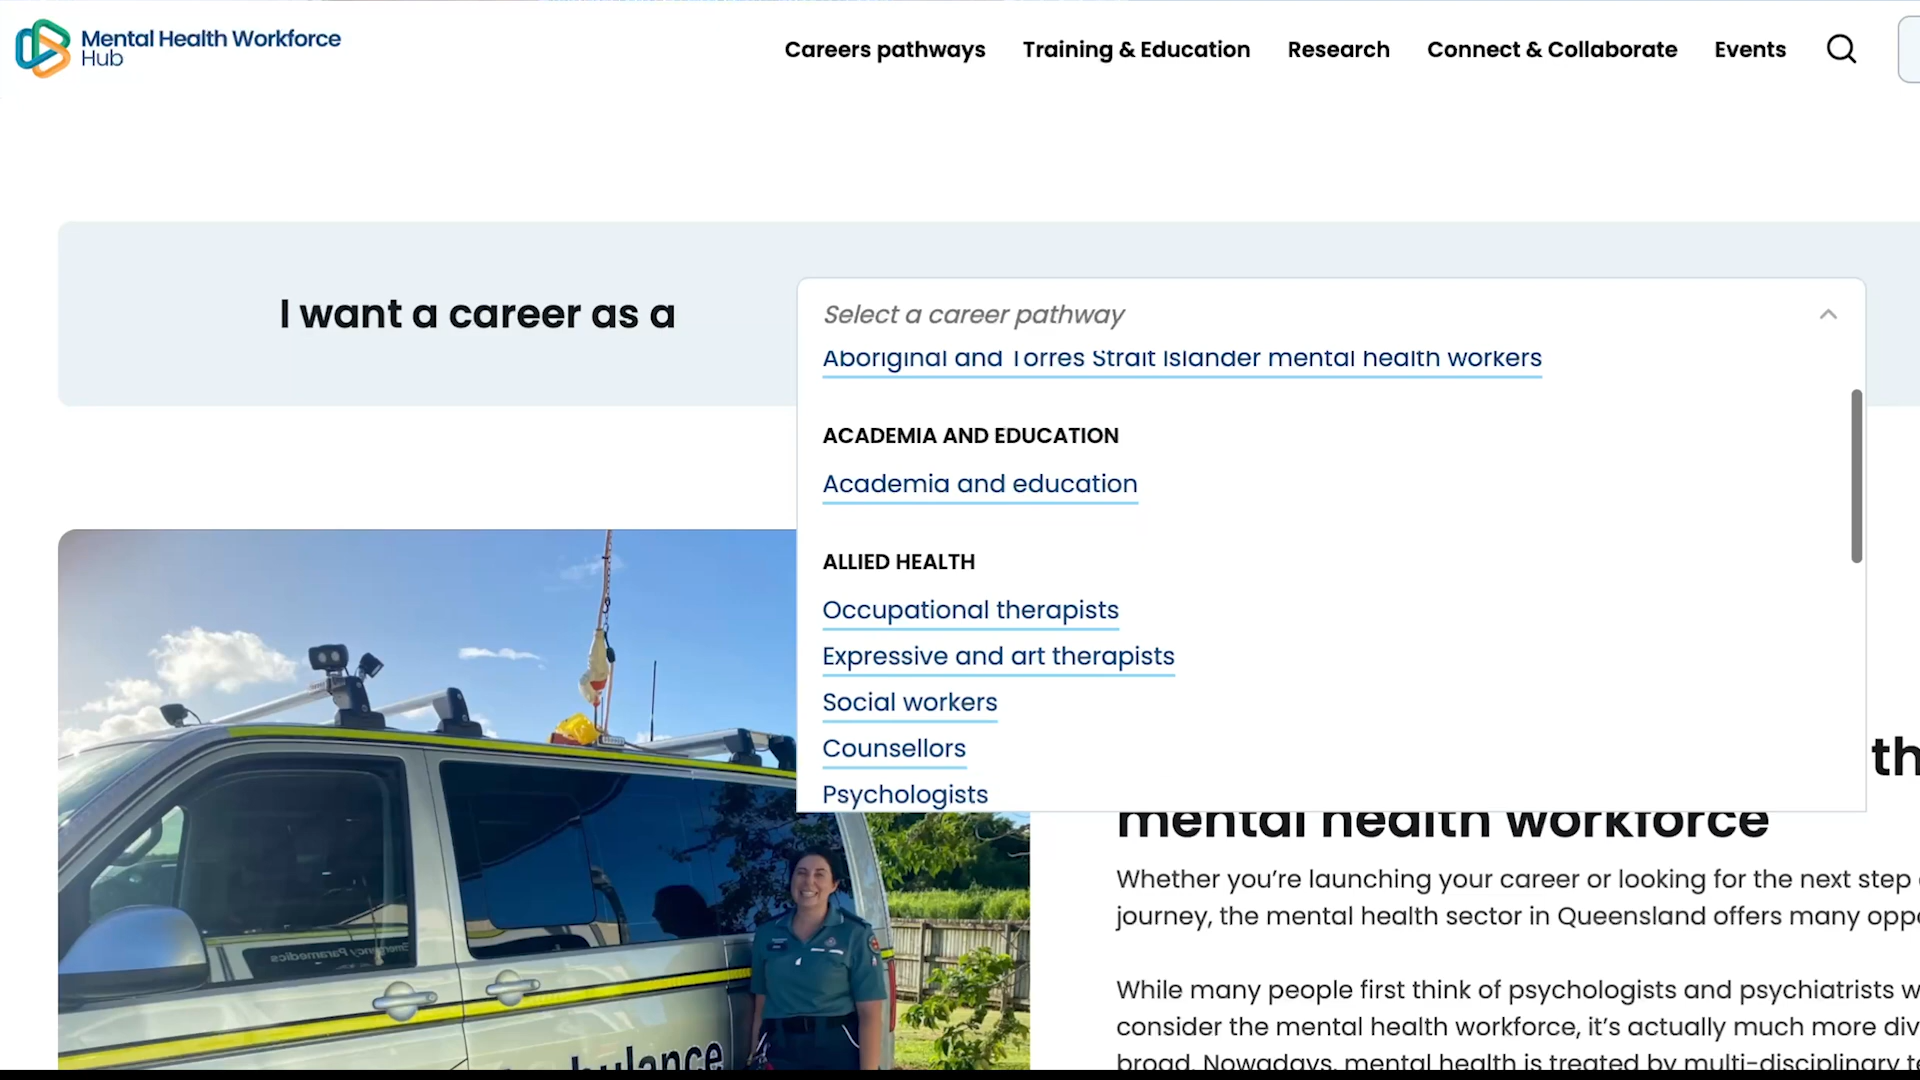 Mental Health Workforce
Hub
Careers pathways
Training & Education
Research
Connect & Collaborate
Events
I want a career as a
Select a career pathway
Aboriginal and Torres Strait Islander mental health workers
ACADEMIA AND EDUCATION
Academia and education
ALLIED HEALTH
Occupational therapists
Expressive and art therapists
Social workers
Counsellors
Psychologists
th
mental health workforce
Whether you're launching your career or looking for the next step
journey, the mental health sector in Queensland offers many opp
While many people first think of psychologists and psychiatrists w
consider the mental health workforce, it's actually much more div
broad. Nowadays, mental health is treated by multi-disciplinary t
Emergency Paramedics
bulance